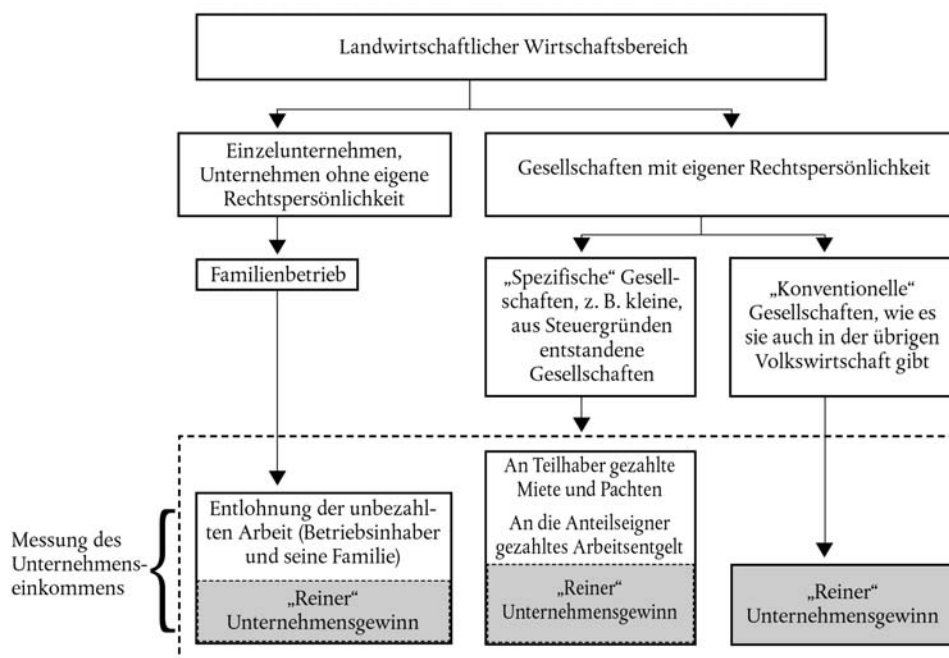 Landwirtschaftlicher Wirtschaftsbereich
Einzelunternehmen,
Unternehmen ohne eigene
Rechtspersönlichkeit
Gesellschaften mit eigener Rechtspersönlichkeit
Familienbetrieb
„Spezifische“ Gesell-
schaften, z. B. kleine,
aus Steuergründen
entstandene
Gesellschaften
„Konventionelle“
Gesellschaften, wie es
sie auch in der übrigen
Volkswirtschaft gibt
Messung des
Unternehmens-
einkommens
Entlohnung der unbezahl-
ten Arbeit (Betriebsinhaber
und seine Familie)
„Reiner“
Unternehmensgewinn
An Teilhaber gezahlte
Miete und Pachten
An die Anteilseigner
gezahltes Arbeitsentgelt
„Reiner“
Unternehmensgewinn
„Reiner“
Unternehmensgewinn